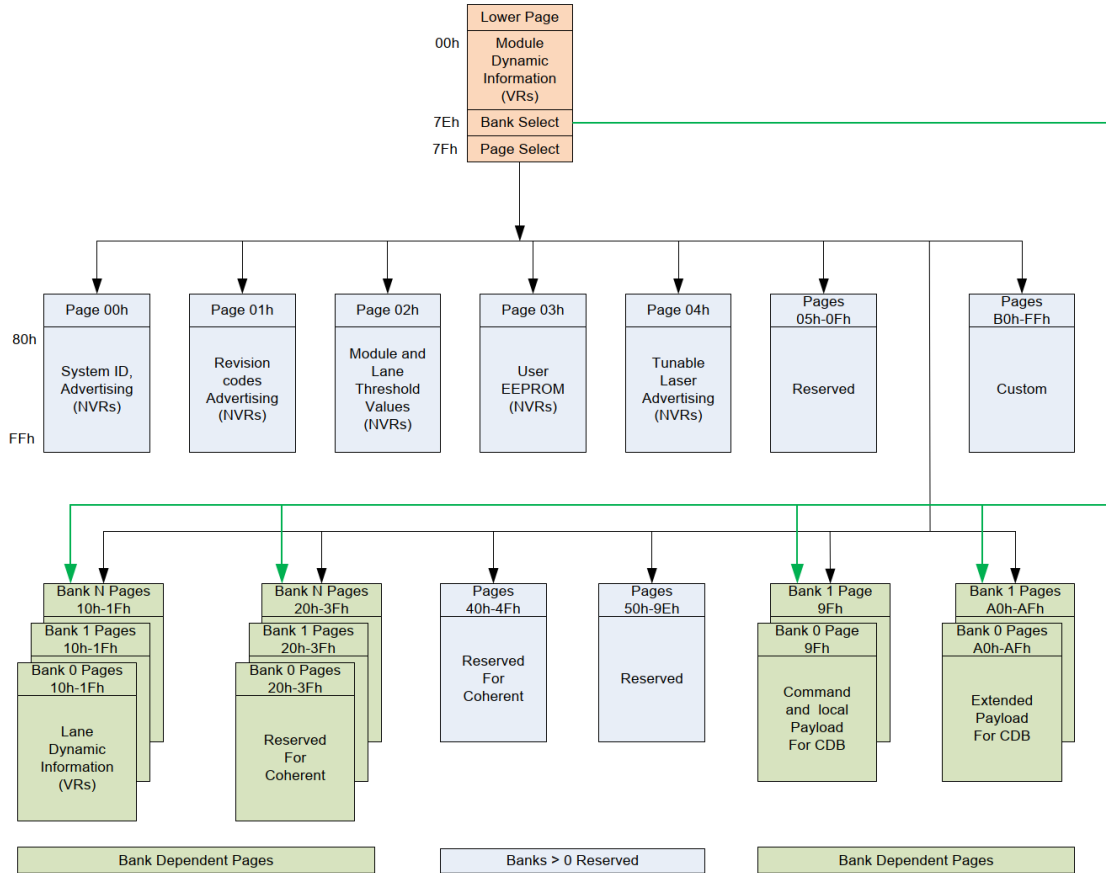 Lower Page
00h
Module
Dynamic
Information
(VRs)
7Eh
Bank Select
7Fh
Page Select
Page 00h
Page 01h
Page 02h
Page 03h
Page 04h
Pages
05h-0Fh
Pages
B0h-FFh
80h
System ID,
Advertising
(NVRs)
FFh
Revision
codes
Advertising
(NVRs)
Module and
Lane
Threshold
Values
(NVRs)
User
EEPROM
(NVRs)
Tunable
Laser
Advertising
(NVRs)
Reserved
Custom
Bank N Pages
10h-1Fh
Bank 1 Pages
10h-1Fh
Bank 0 Pages
10h-1Fh
Lane
Dynamic
Information
(VRs)
Bank N Pages
20h-3Fh
Bank 1 Pages
20h-3Fh
Bank 0 Pages
20h-3Fh
Reserved
For
Coherent
Pages
40h-4Fh
Reserved
For
Coherent
Pages
50h-9Eh
Reserved
Bank 1 Page
9Fh
Bank 0 Page
9Fh
Command
and local
Payload
For CDB
Bank 1 Pages
A0h-AFh
Bank 0 Pages
A0h-AFh
Extended
Payload
For CDB
Bank Dependent Pages
Banks > 0 Reserved
Bank Dependent Pages